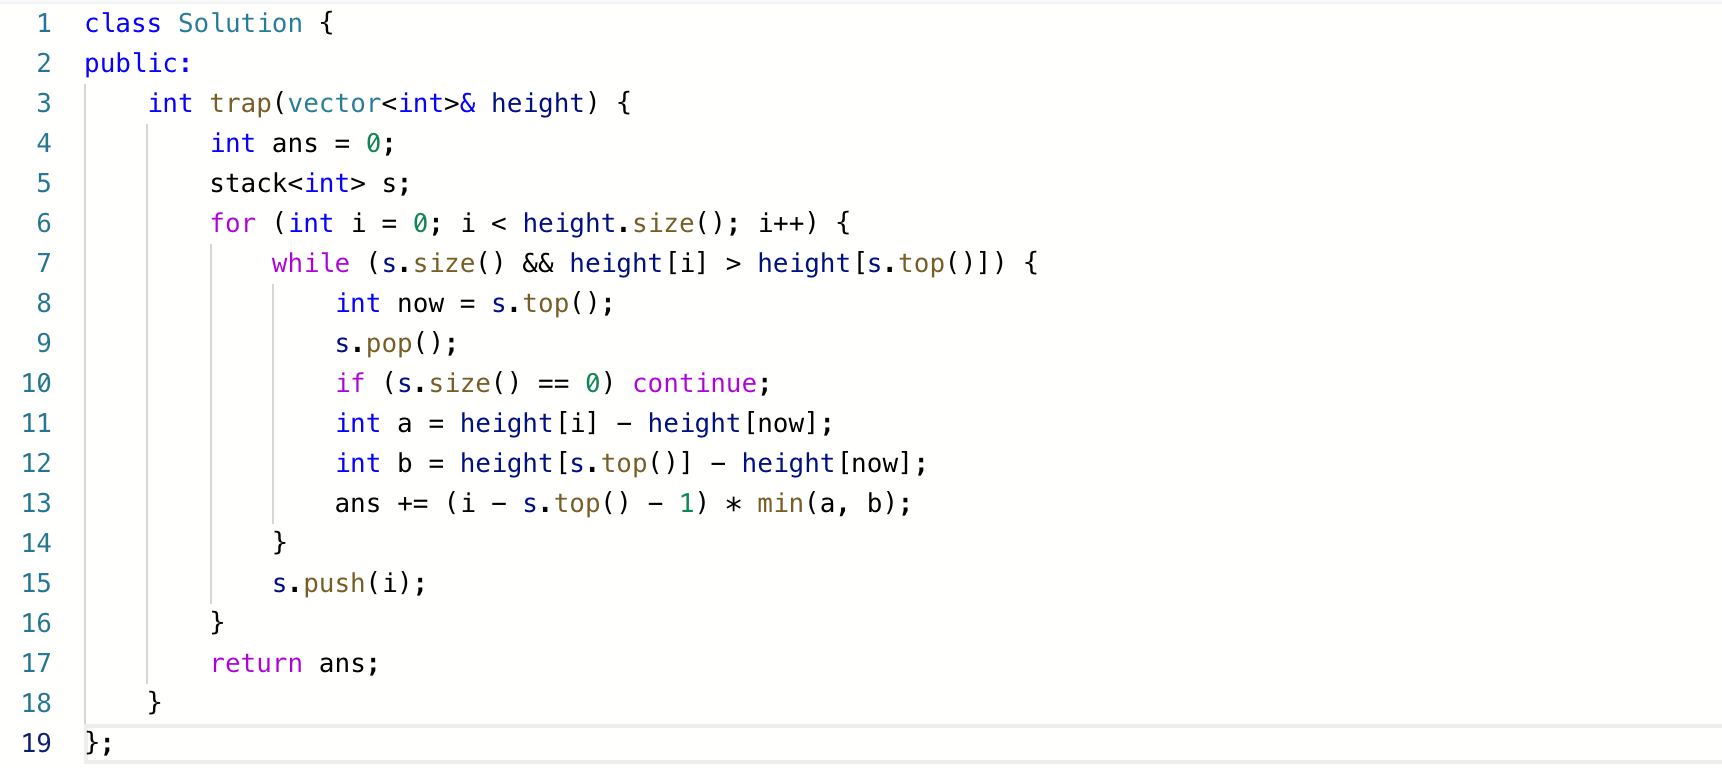 1 class Solution {
2 public:
3     int trap(vector<int>& height) {
4         int ans = 0;
5         stack<int> s;
6         for (int i = 0; i < height.size(); i++) {
7             while (s.size() && height[i] > height[s.top()]) {
8                 int now = s.top();
9                 s.pop();
10                 if (s.size() == 0) continue;
11                 int a = height[i] - height[now];
12                 int b = height[s.top()] - height[now];
13                 ans += (i - s.top() - 1) * min(a, b);
14             }
15             s.push(i);
16         }
17         return ans;
18     }
19 };